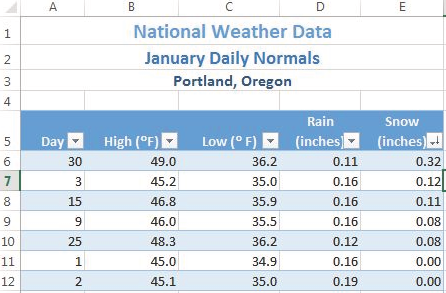 A B C D E
1 National Weather Data
2 January Daily Normals
3 Portland, Oregon
4
Rain Snow
5 Day High (°F) Low (° F) (inches) (inches)
6 30 49.0 36.2 0.11 0.32
7 3 45.2 35.0 0.16 0.12
8 15 46.8 35.9 0.16 0.11
9 9 46.0 35.5 0.16 0.08
10 25 48.3 36.2 0.12 0.08
11 1 45.0 34.9 0.16 0.00
12 2 45.1 35.0 0.19 0.00